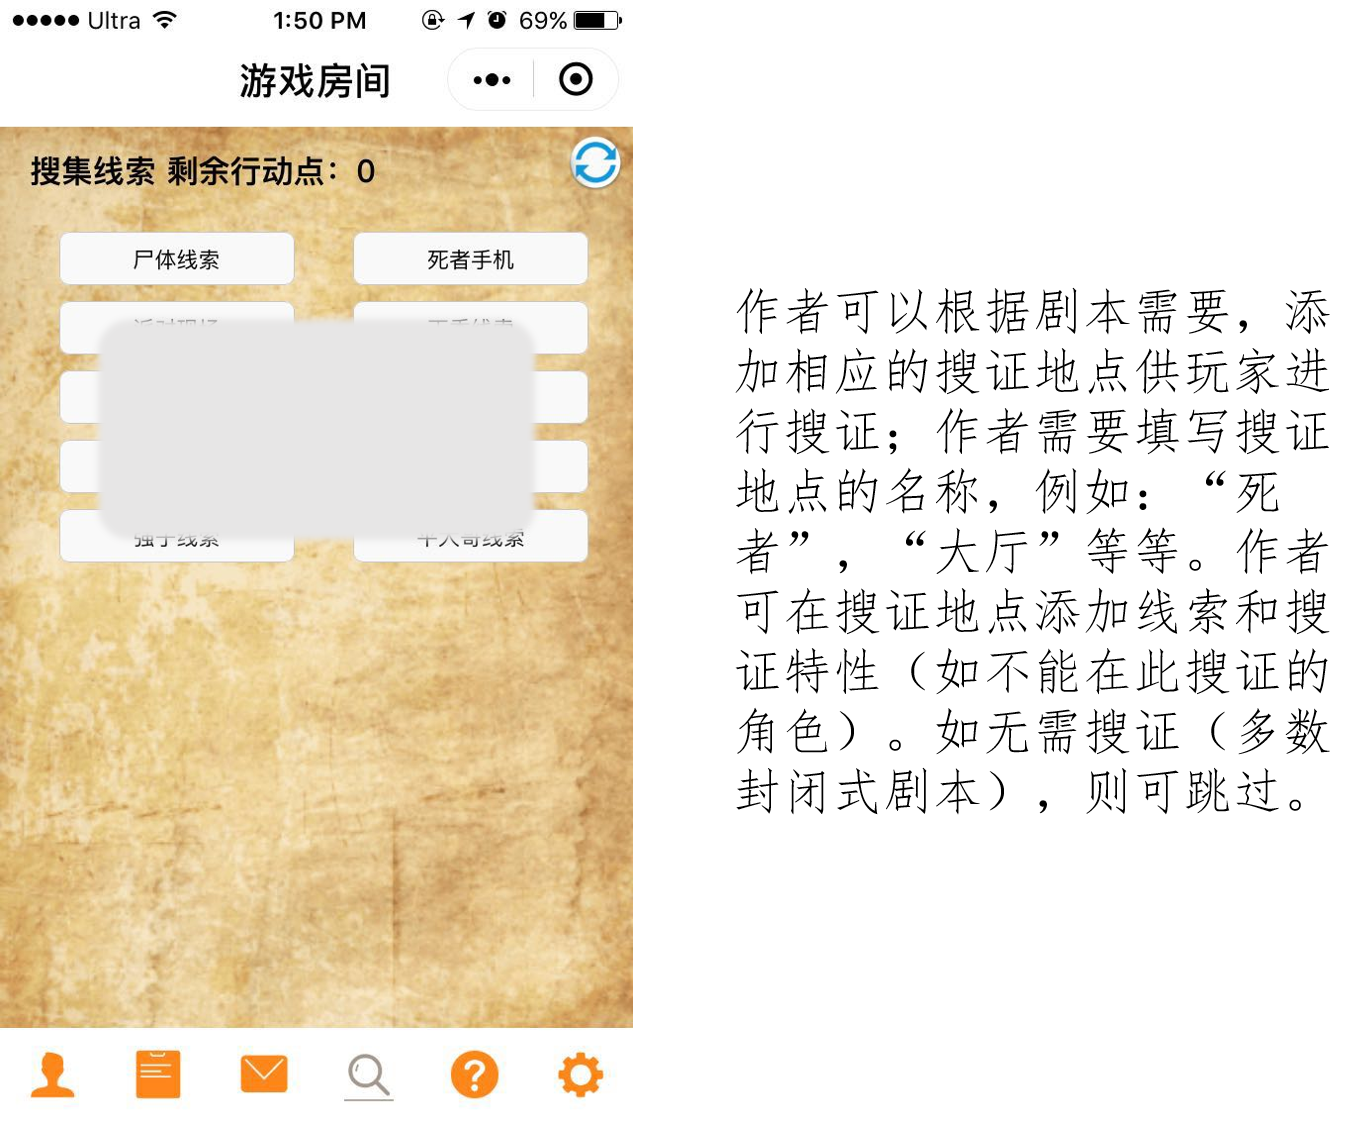 Ultra 1:50 PM 69%
游戏房间
搜集线索 剩余行动点：0
尸体线索 死者手机
强子线索
作者可以根据剧本需要，添
加相应的搜证地点供玩家进
行搜证；作者需要填写搜证
地点的名称，例如：“死
者”，“大厅”等等。作者
可在搜证地点添加线索和搜
证特性（如不能在此搜证的
角色）。如无需搜证（多数
封闭式剧本），则可跳过。